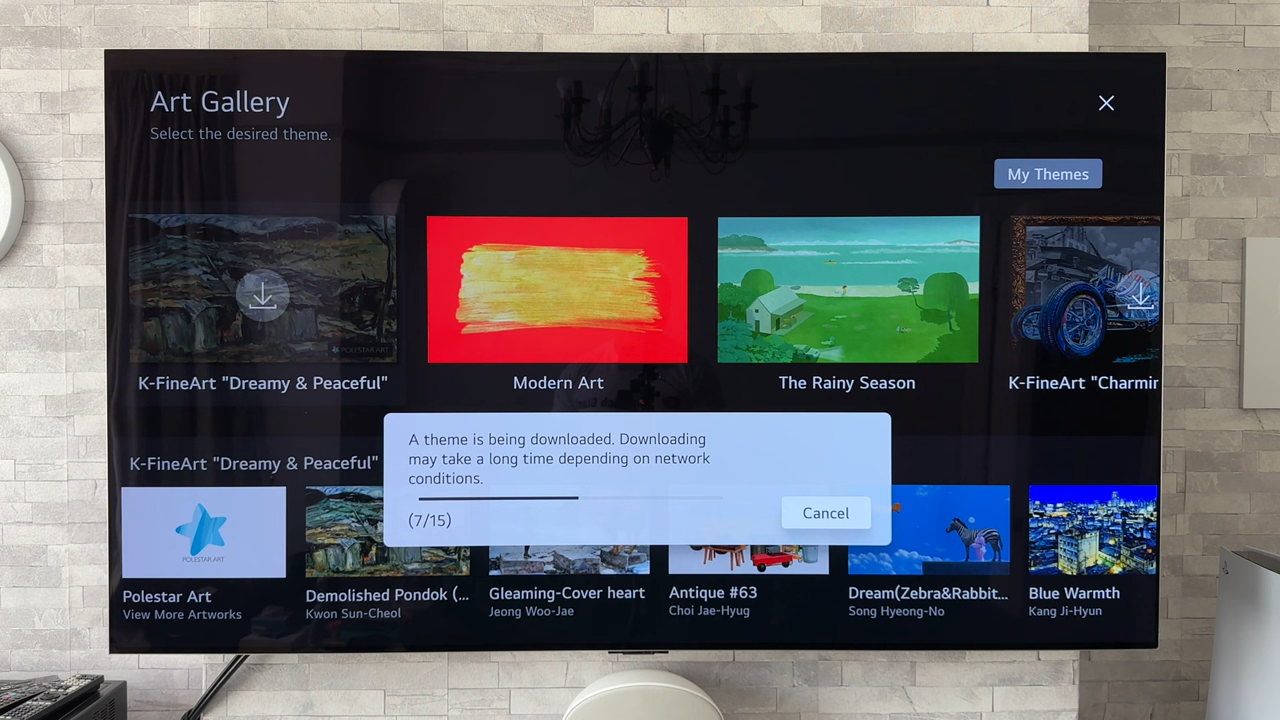 Art Gallery
Select the desired theme.
My Themes
POLESTAR ART
K-FineArt "Dreamy & Peaceful"
Modern Art
The Rainy Season
K-FineArt "Charmin
A theme is being downloaded. Downloading
may take a long time depending on network
conditions.
(7/15)
Cancel
K-FineArt "Dreamy & Peaceful"
POLESTAR ART
Polestar Art
View More Artworks
Demolished Pondok (...
Kwon Sun-Cheol
Gleaming-Cover heart
Jeong Woo-Jae
Antique #63
Choi Jae-Hyug
Dream(Zebra&Rabbit...
Song Hyeong-No
Blue Warmth
Kang Ji-Hyun